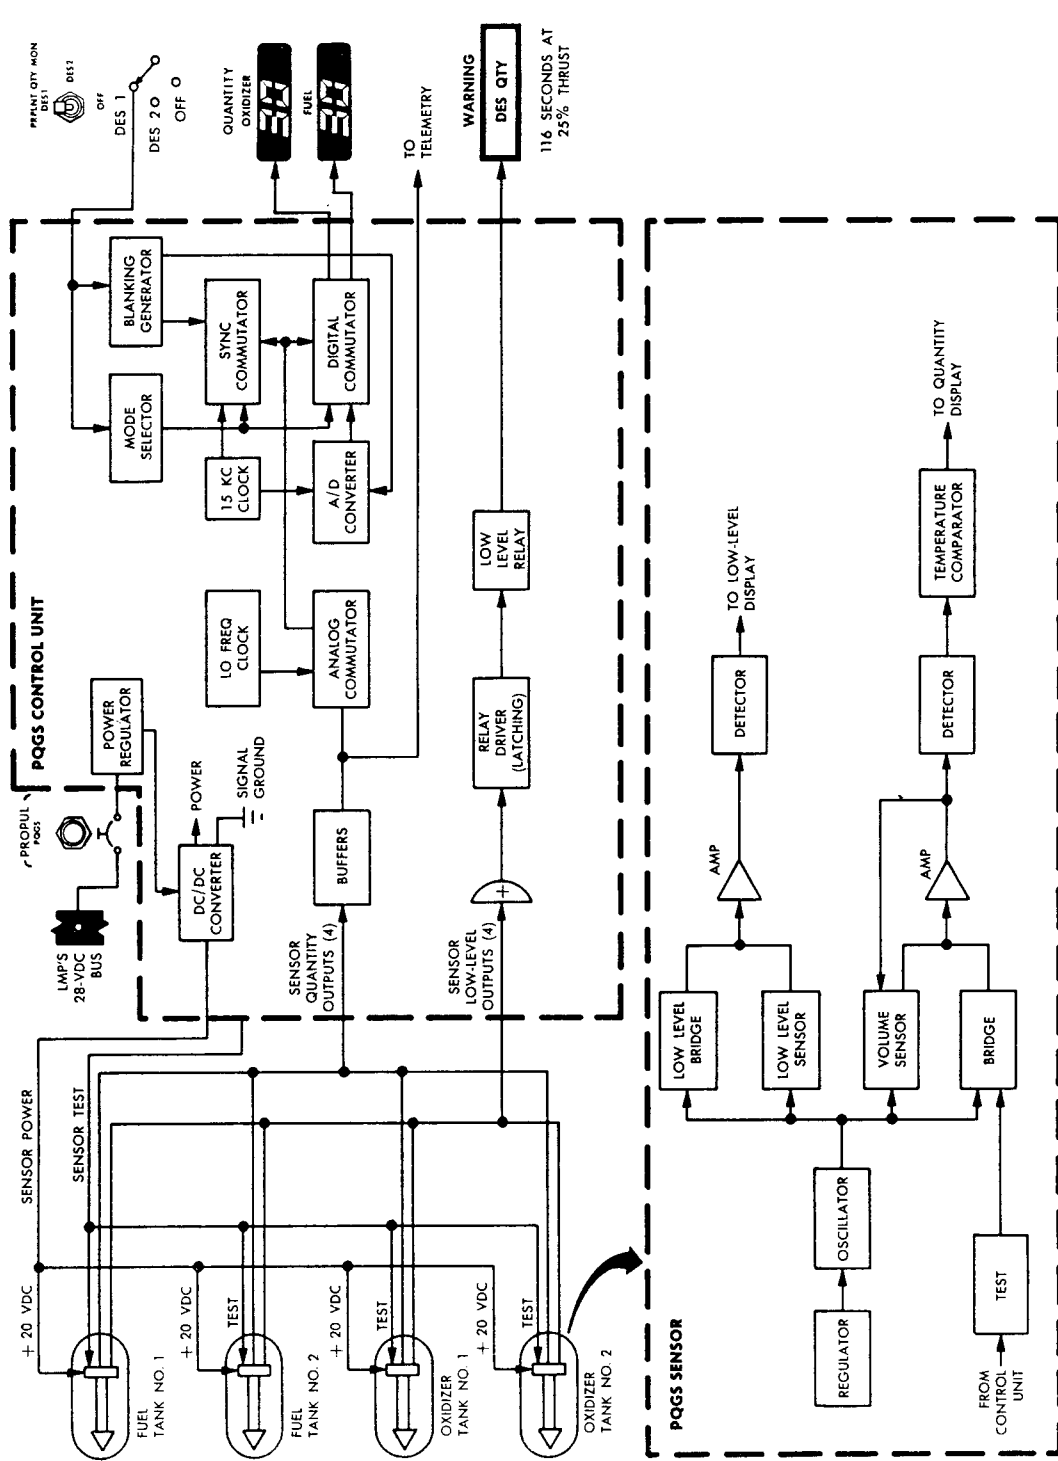 PRPLNT QTY MON
DES 1
DES 2
OFF
DES 1
DES 2
OFF
QUANTITY
OXIDIZER
FUEL
TO
TELEMETRY
WARNING
DES QTY
116 SECONDS AT
25% THRUST
PQGS CONTROL UNIT
BLANKING
GENERATOR
MODE
SELECTOR
SYNC
COMMUTATOR
DIGITAL
COMMUTATOR
15 KC
CLOCK
A/D
CONVERTER
LO FREQ
CLOCK
ANALOG
COMMUTATOR
LOW
LEVEL
RELAY
RELAY
DRIVER
(LATCHING)
POWER
REGULATOR
PROPUL
PQGS
LMP'S
28-VDC
BUS
DC/DC
CONVERTER
POWER
SIGNAL
GROUND
BUFFERS
+
SENSOR
QUANTITY
OUTPUTS (4)
SENSOR
LOW-LEVEL
OUTPUTS (4)
SENSOR POWER
SENSOR TEST
+ 20 VDC
FUEL
TANK NO. 1
+ 20 VDC
TEST
FUEL
TANK NO. 2
+ 20 VDC
TEST
OXIDIZER
TANK NO. 1
+ 20 VDC
TEST
OXIDIZER
TANK NO. 2
PQGS SENSOR
REGULATOR
OSCILLATOR
FROM
CONTROL
UNIT
TEST
LOW LEVEL
BRIDGE
LOW LEVEL
SENSOR
VOLUME
SENSOR
BRIDGE
AMP
AMP
DETECTOR
DETECTOR
TO LOW-LEVEL
DISPLAY
TEMPERATURE
COMPARATOR
TO QUANTITY
DISPLAY